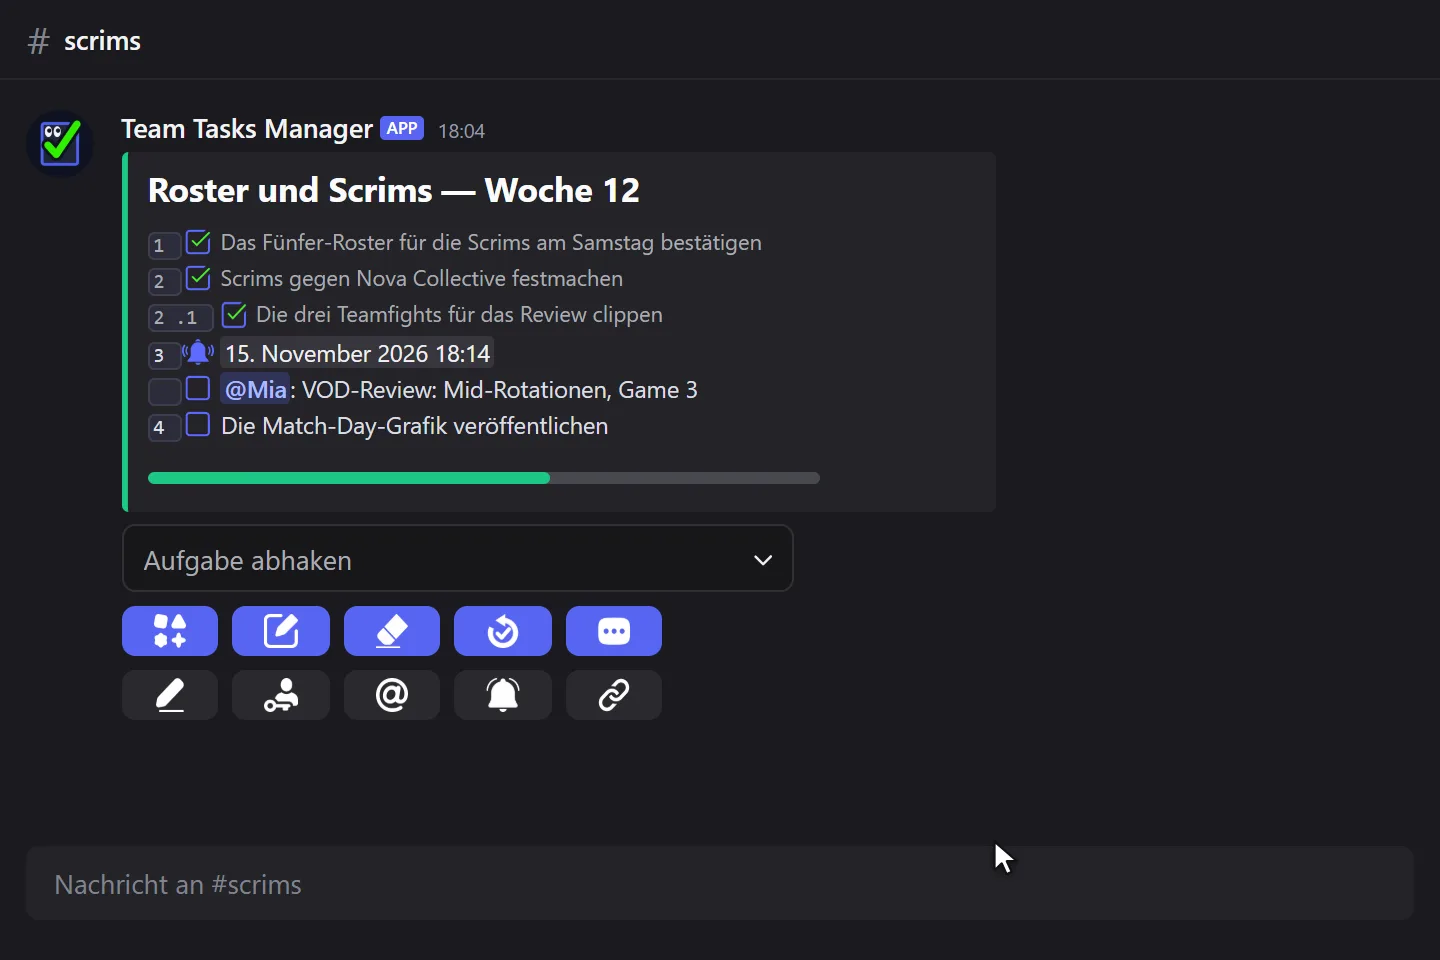 # scrims
Team Tasks Manager APP 18:04
Roster und Scrims — Woche 12
1 Das Fünfer-Roster für die Scrims am Samstag bestätigen
2 Scrims gegen Nova Collective festmachen
2 .1 Die drei Teamfights für das Review clippen
3 15. November 2026 18:14
@Mia: VOD-Review: Mid-Rotationen, Game 3
4 Die Match-Day-Grafik veröffentlichen
Aufgabe abhaken
Nachricht an #scrims